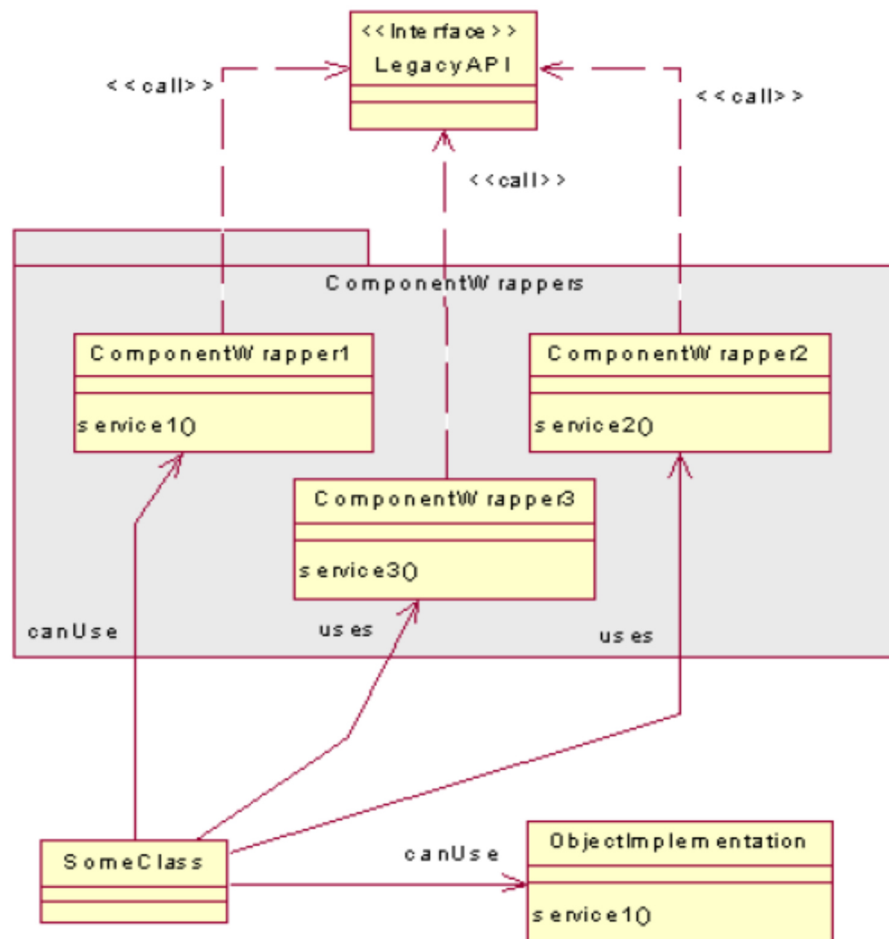 <<Interface>>
LegacyAPI
<<call>>
<<call>>
<<call>>
ComponentWrappers
ComponentWrapper1
service1()
ComponentWrapper2
service2()
ComponentWrapper3
service3()
canUse
uses
uses
SomeClass
canUse
ObjectImplementation
service1()